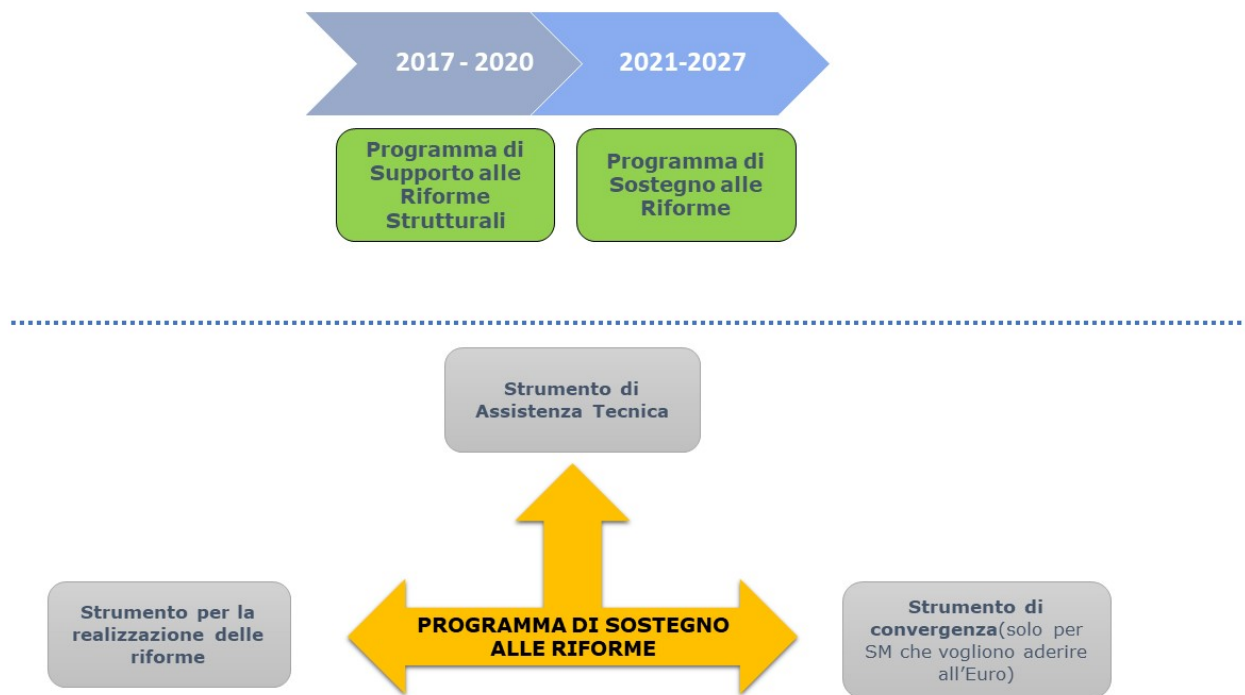 2017 - 2020
2021-2027
Programma di
Supporto alle
Riforme
Strutturali
Programma di
Sostegno alle
Riforme
Strumento di
Assistenza Tecnica
Strumento per la
realizzazione delle
riforme
PROGRAMMA DI SOSTEGNO
ALLE RIFORME
Strumento di
convergenza(solo per
SM che vogliono aderire
all'Euro)